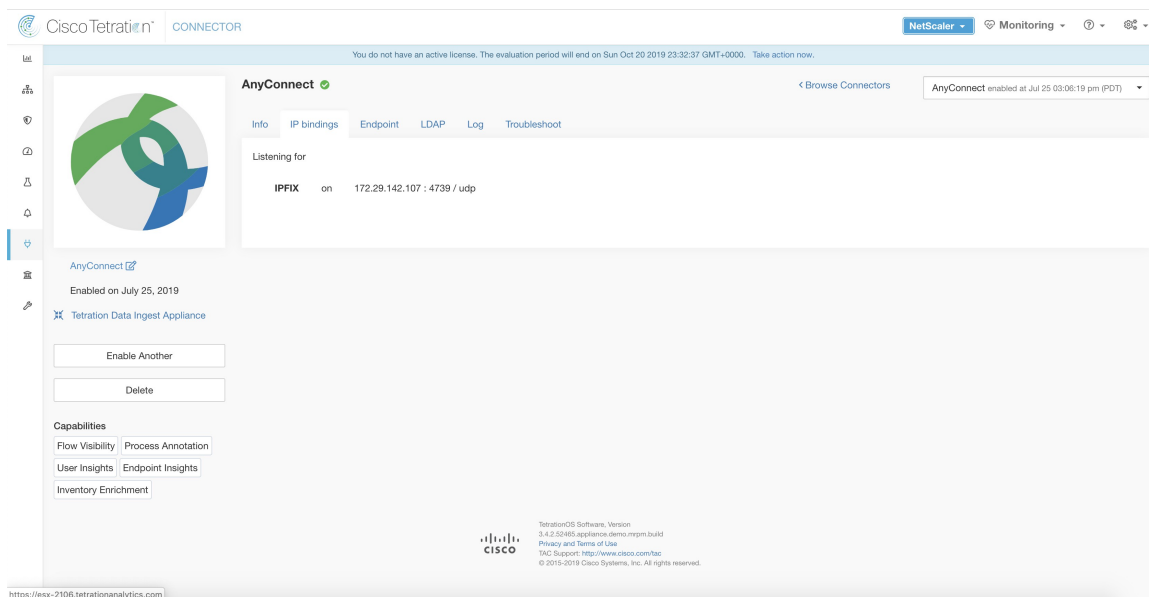 Cisco Tetration™ CONNECTOR
NetScaler
Monitoring
You do not have an active license. The evaluation period will end on Sun Oct 20 2019 23:32:37 GMT+0000. Take action now.
AnyConnect
< Browse Connectors
AnyConnect enabled at Jul 25 03:06:19 pm (PDT)
Info IP bindings Endpoint LDAP Log Troubleshoot
Listening for
IPFIX on 172.29.142.107 : 4739 / udp
AnyConnect
Enabled on July 25, 2019
Tetration Data Ingest Appliance
Enable Another
Delete
Capabilities
Flow Visibility Process Annotation
User Insights Endpoint Insights
Inventory Enrichment
CISCO
TetrationOS Software, Version
3.4.2.52465.appliance.demo.mrpm.build
Privacy and Terms of Use
TAC Support: http://www.cisco.com/tac
© 2015-2019 Cisco Systems, Inc. All rights reserved.
https://esx-2106.tetrationanalytics.com